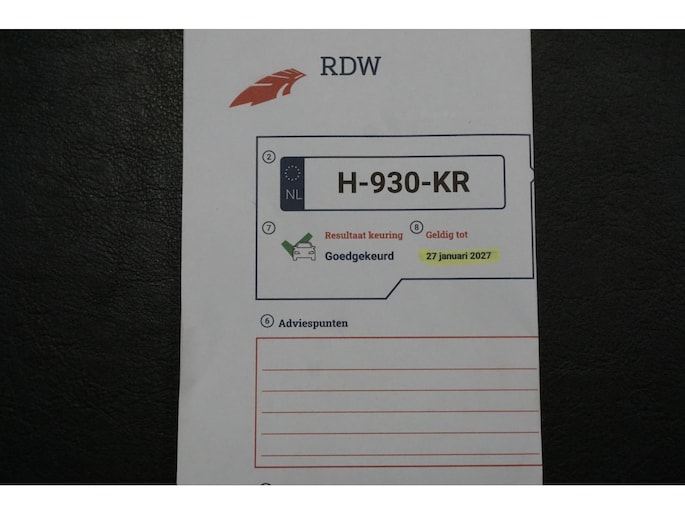 RDW
2
NL
H-930-KR
7 Resultaat keuring 8 Geldig tot
Goedgekeurd 27 januari 2027
6 Adviespunten